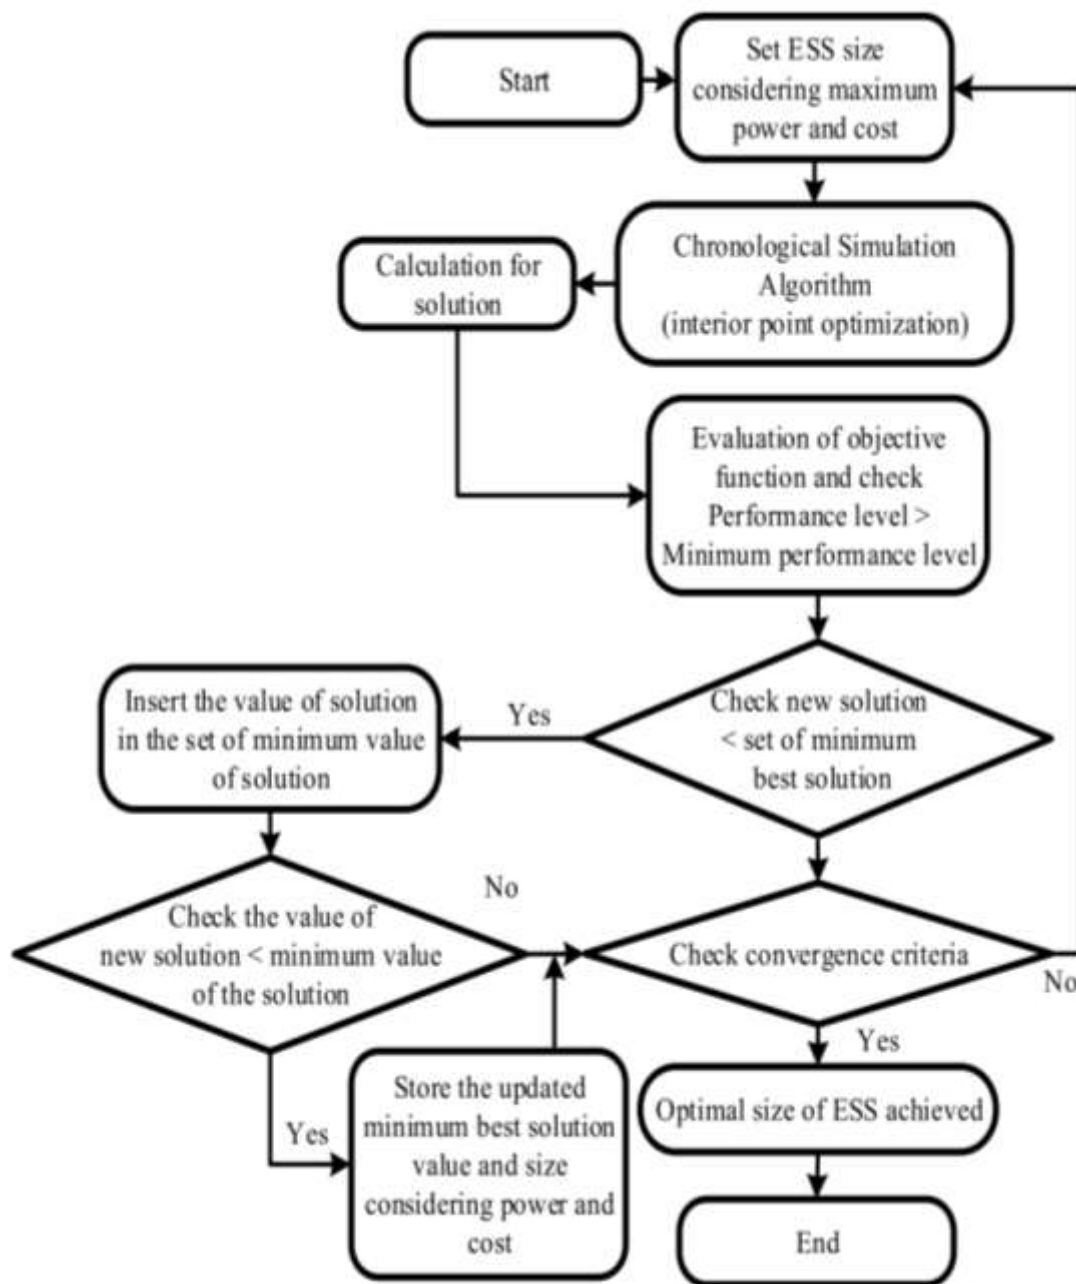 Start
Set ESS size
considering maximum
power and cost
Chronological Simulation
Algorithm
(interior point optimization)
Calculation for
solution
Evaluation of objective
function and check
Performance level >
Minimum performance level
Check new solution
< set of minimum
best solution
Yes
Insert the value of solution
in the set of minimum value
of solution
Check the value of
new solution < minimum value
of the solution
No
Yes
Store the updated
minimum best solution
value and size
considering power and
cost
Check convergence criteria
No
Yes
Optimal size of ESS achieved
End